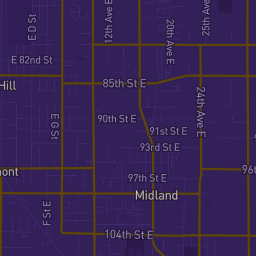 12th Ave E
20th Ave E
25th Ave E
E D St
E 82nd St
Hill
85th St E
24th Ave E
90th St E
E G St
91st St E
93rd St E
mont
97th St E
96t
Midland
F St E
104th St E